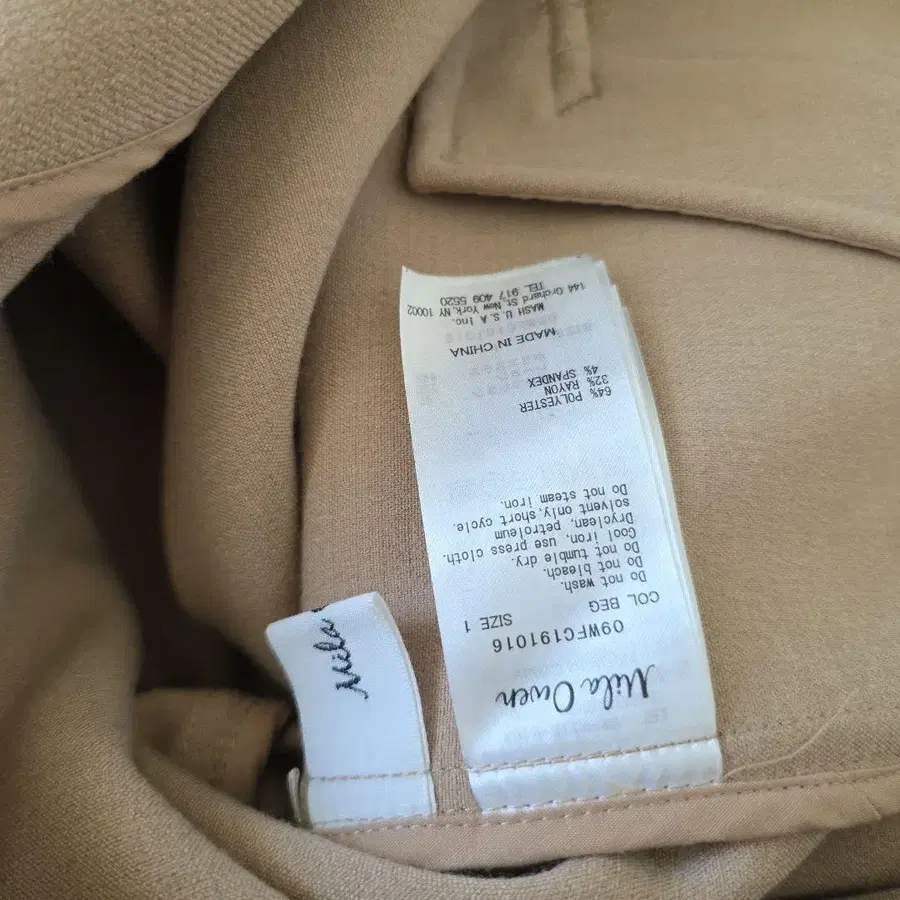 Mila Owen
09WFC191016
COL BEG SIZE 1
Do not wash.
Do not bleach.
Do not tumble dry.
Cool iron, use press cloth.
Dryclean, petroleum
solvent only, short cycle.
Do not steam iron.
64% POLYESTER
32% RAYON
4% SPANDEX
MADE IN CHINA
MASH U.S.A Inc.
144 Orchard St, New York, NY 10002
TEL 917 409 5520
Mila